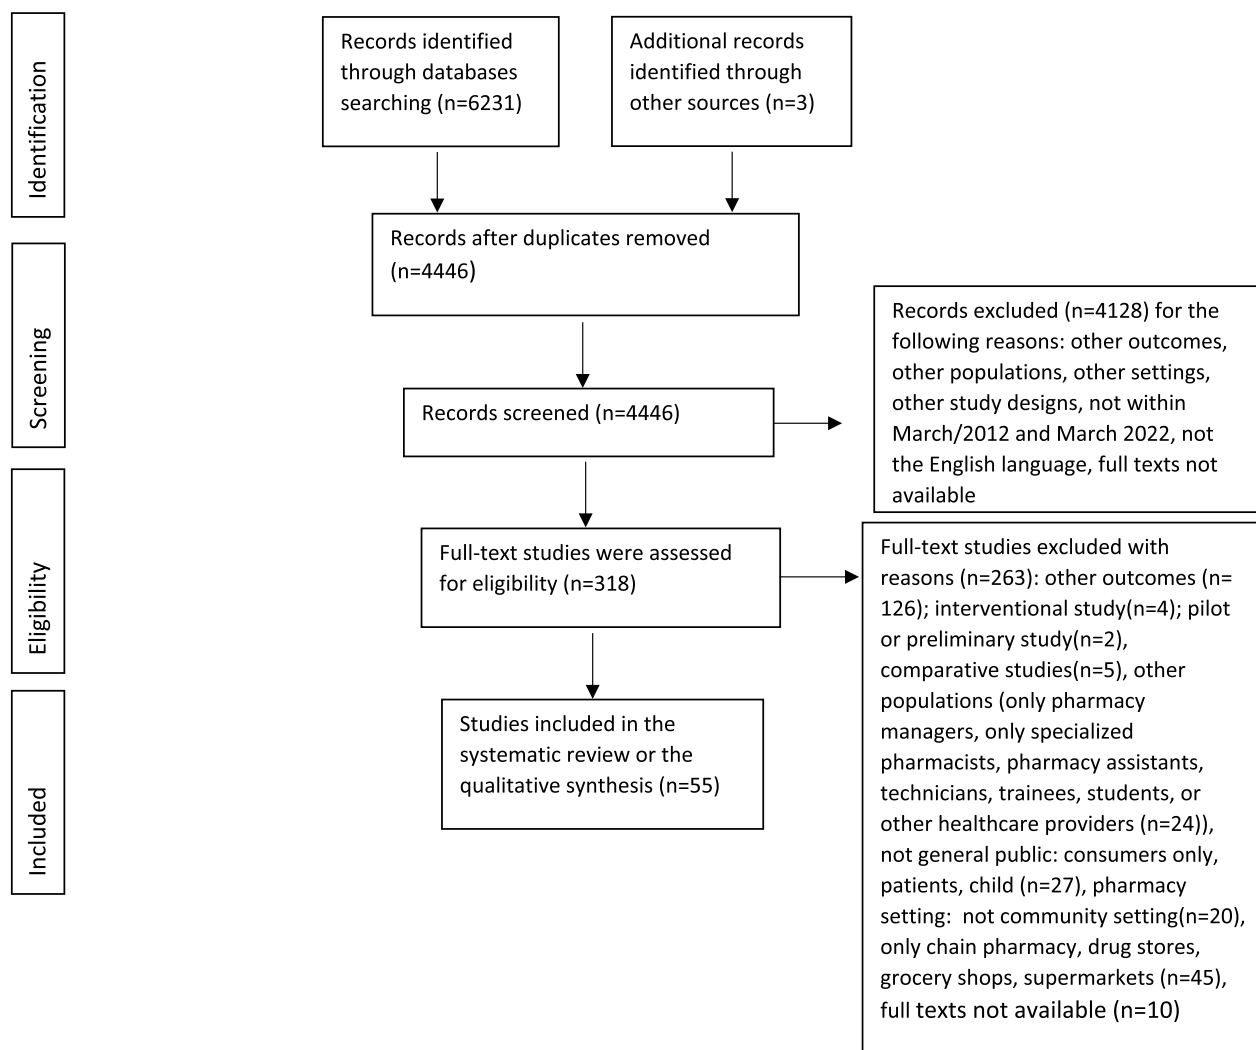 Identification
Records identified
through databases
searching (n=6231)
Additional records
identified through
other sources (n=3)
Records after duplicates removed
(n=4446)
Screening
Records screened (n=4446)
Records excluded (n=4128) for the
following reasons: other outcomes,
other populations, other settings,
other study designs, not within
March/2012 and March 2022, not
the English language, full texts not
available
Eligibility
Full-text studies were assessed
for eligibility (n=318)
Full-text studies excluded with
reasons (n=263): other outcomes (n=
126); interventional study(n=4); pilot
or preliminary study(n=2),
comparative studies(n=5), other
populations (only pharmacy
managers, only specialized
pharmacists, pharmacy assistants,
technicians, trainees, students, or
other healthcare providers (n=24)),
not general public: consumers only,
patients, child (n=27), pharmacy
setting:  not community setting(n=20),
only chain pharmacy, drug stores,
grocery shops, supermarkets (n=45),
full texts not available (n=10)
Included
Studies included in the
systematic review or the
qualitative synthesis (n=55)